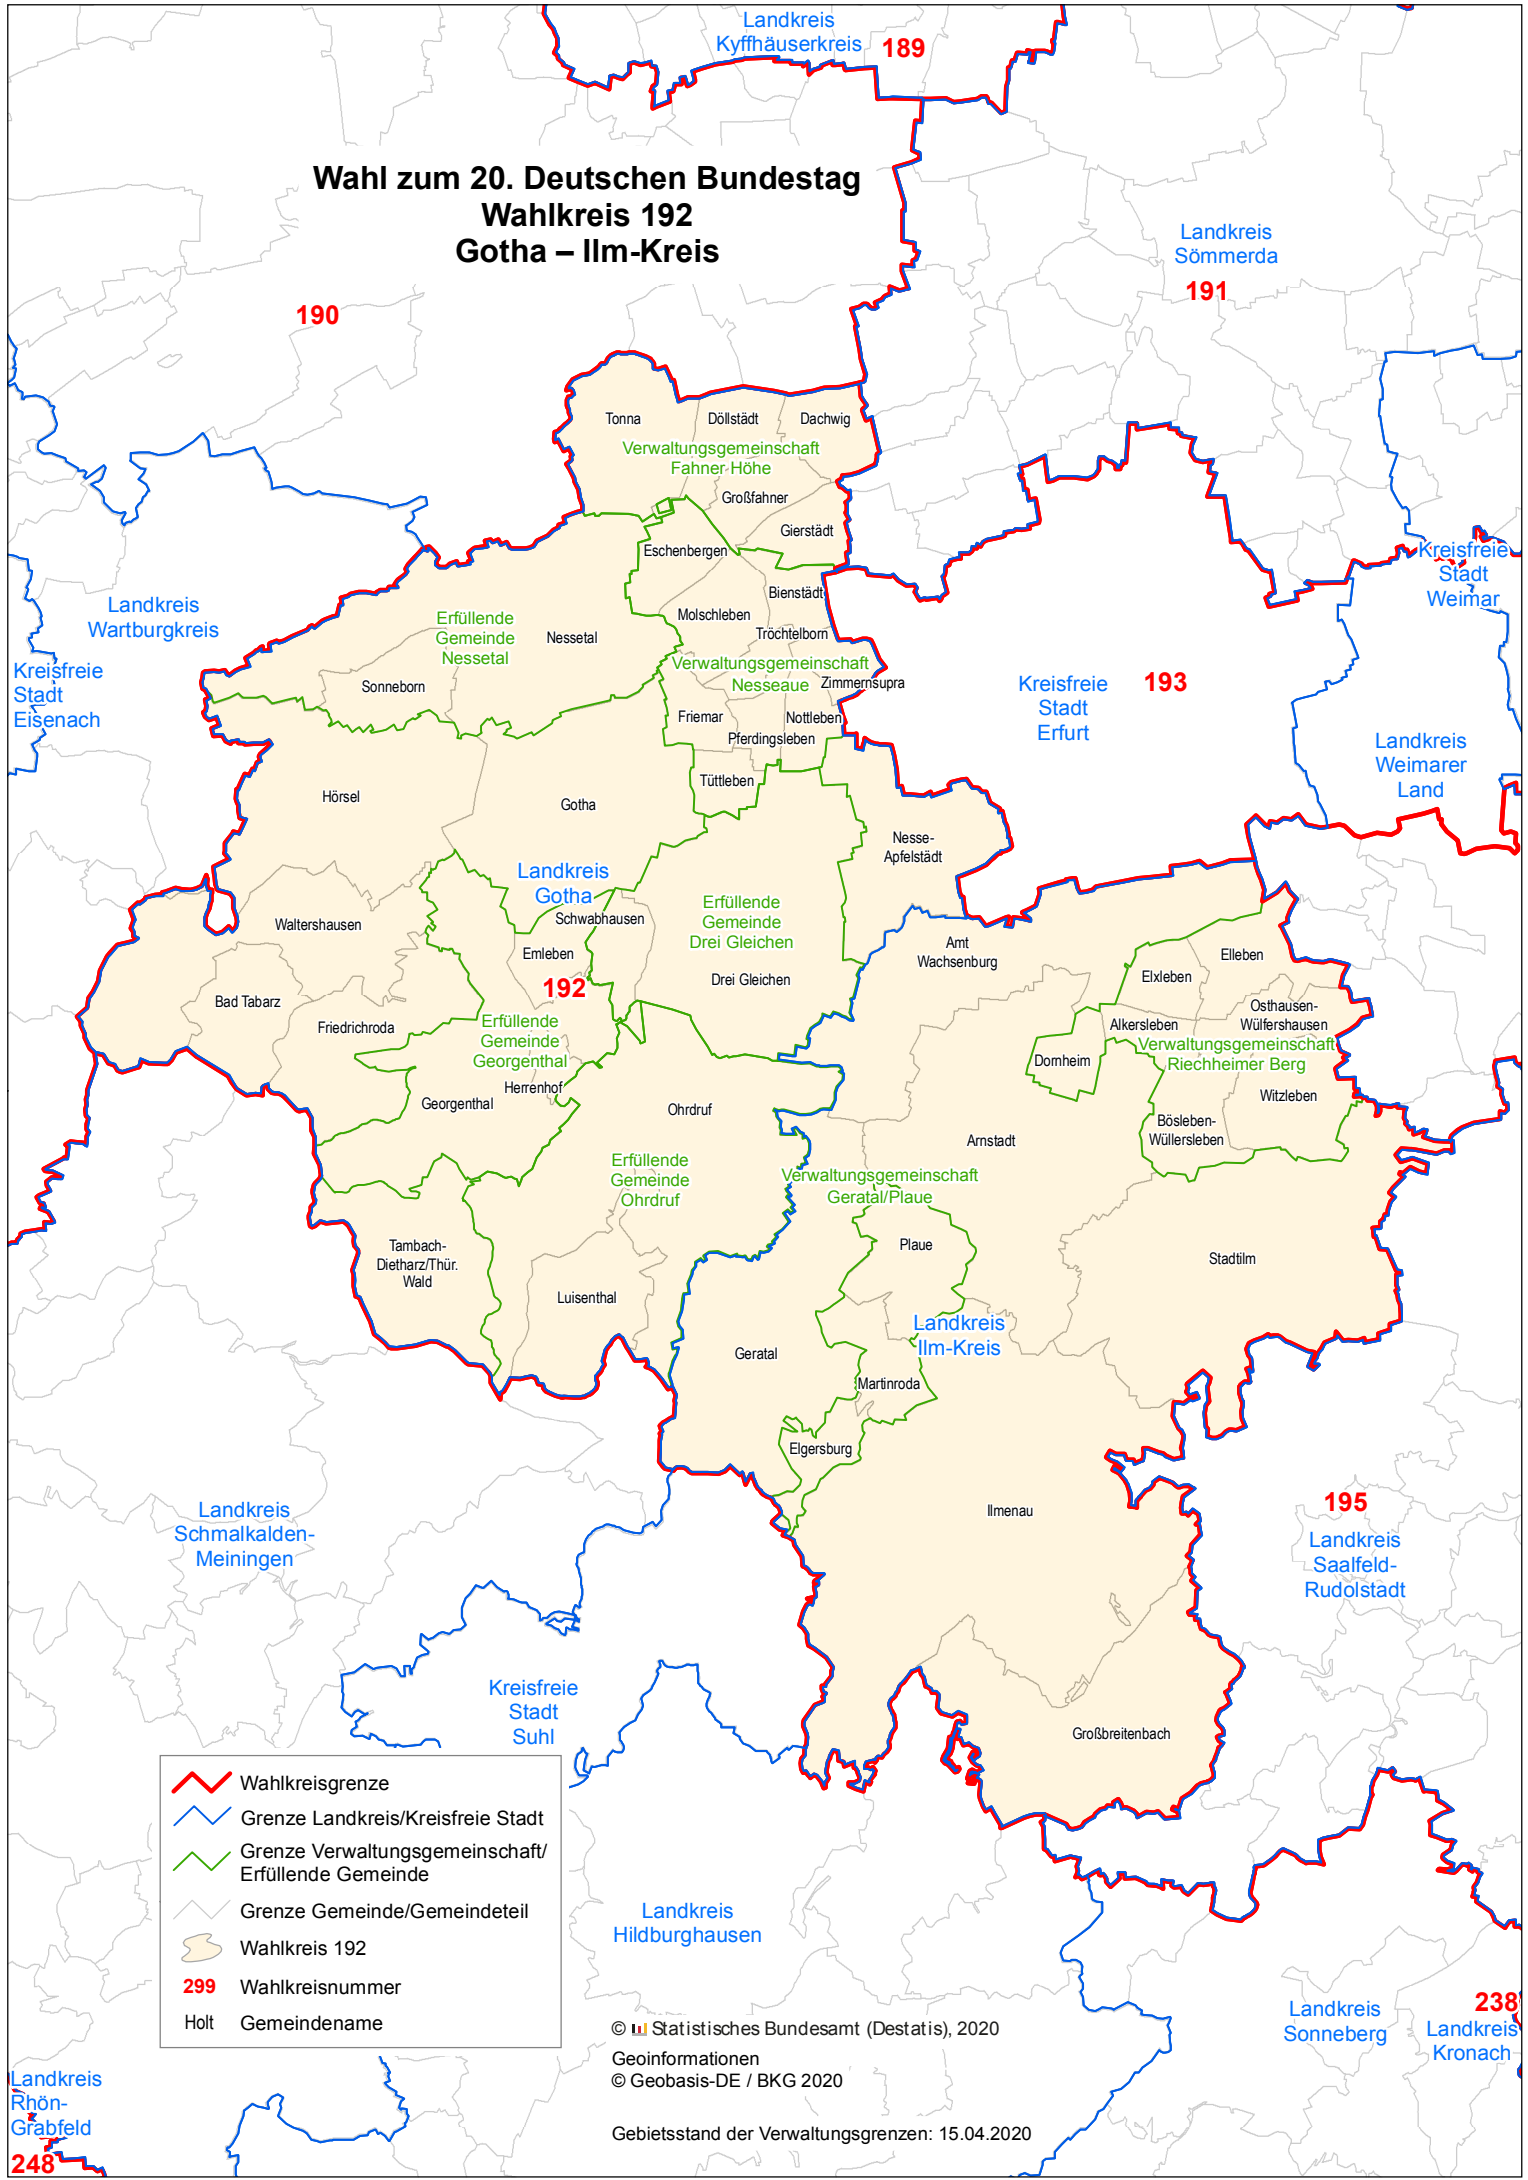 Landkreis
Kyffhäuserkreis
189
Wahl zum 20. Deutschen Bundestag
Wahlkreis 192
Gotha – Ilm-Kreis
Landkreis
Sömmerda
191
190
Tonna
Döllstädt
Dachwig
Verwaltungsgemeinschaft
Fahner Höhe
Großfahner
Gierstädt
Eschenbergen
Kreisfreie
Stadt
Weimar
Landkreis
Wartburgkreis
Bienstädt
Molschleben
Tröchtelborn
Erfüllende
Gemeinde
Nessetal
Nessetal
Kreisfreie
Stadt
Eisenach
Sonneborn
Verwaltungsgemeinschaft
Nesseaue
Zimmernsupra
Kreisfreie
Stadt
Erfurt
193
Friemar
Nottleben
Pferdingsleben
Landkreis
Weimarer
Land
Tüttleben
Hörsel
Gotha
Nesse-
Apfelstädt
Landkreis
Gotha
Schwabhausen
Waltershausen
Erfüllende
Gemeinde
Drei Gleichen
Drei Gleichen
Emleben
192
Amt
Wachsenburg
Elleben
Elxleben
Bad Tabarz
Friedrichroda
Osthausen-
Wülfershausen
Alkersleben
Verwaltungsgemeinschaft
Riechheimer Berg
Erfüllende
Gemeinde
Georgenthal
Dornheim
Herrenhof
Georgenthal
Ohrdruf
Witzleben
Bösleben-
Wüllersleben
Arnstadt
Erfüllende
Gemeinde
Ohrdruf
Verwaltungsgemeinschaft
Geratal/Plaue
Plaue
Tambach-
Dietharz/Thür.
Wald
Stadtilm
Luisenthal
Landkreis
Ilm-Kreis
Geratal
Martinroda
Elgersburg
Ilmenau
Landkreis
Schmalkalden-
Meiningen
195
Landkreis
Saalfeld-
Rudolstadt
Kreisfreie
Stadt
Suhl
Großbreitenbach
Wahlkreisgrenze
Grenze Landkreis/Kreisfreie Stadt
Grenze Verwaltungsgemeinschaft/
Erfüllende Gemeinde
Grenze Gemeinde/Gemeindeteil
Wahlkreis 192
299 Wahlkreisnummer
Holt Gemeindename
Landkreis
Hildburghausen
Landkreis
Sonneberg
238
Landkreis
Kronach
© Statistisches Bundesamt (Destatis), 2020
Geoinformationen
© Geobasis-DE / BKG 2020
Gebietsstand der Verwaltungsgrenzen: 15.04.2020
Landkreis
Rhön-
Grabfeld
248